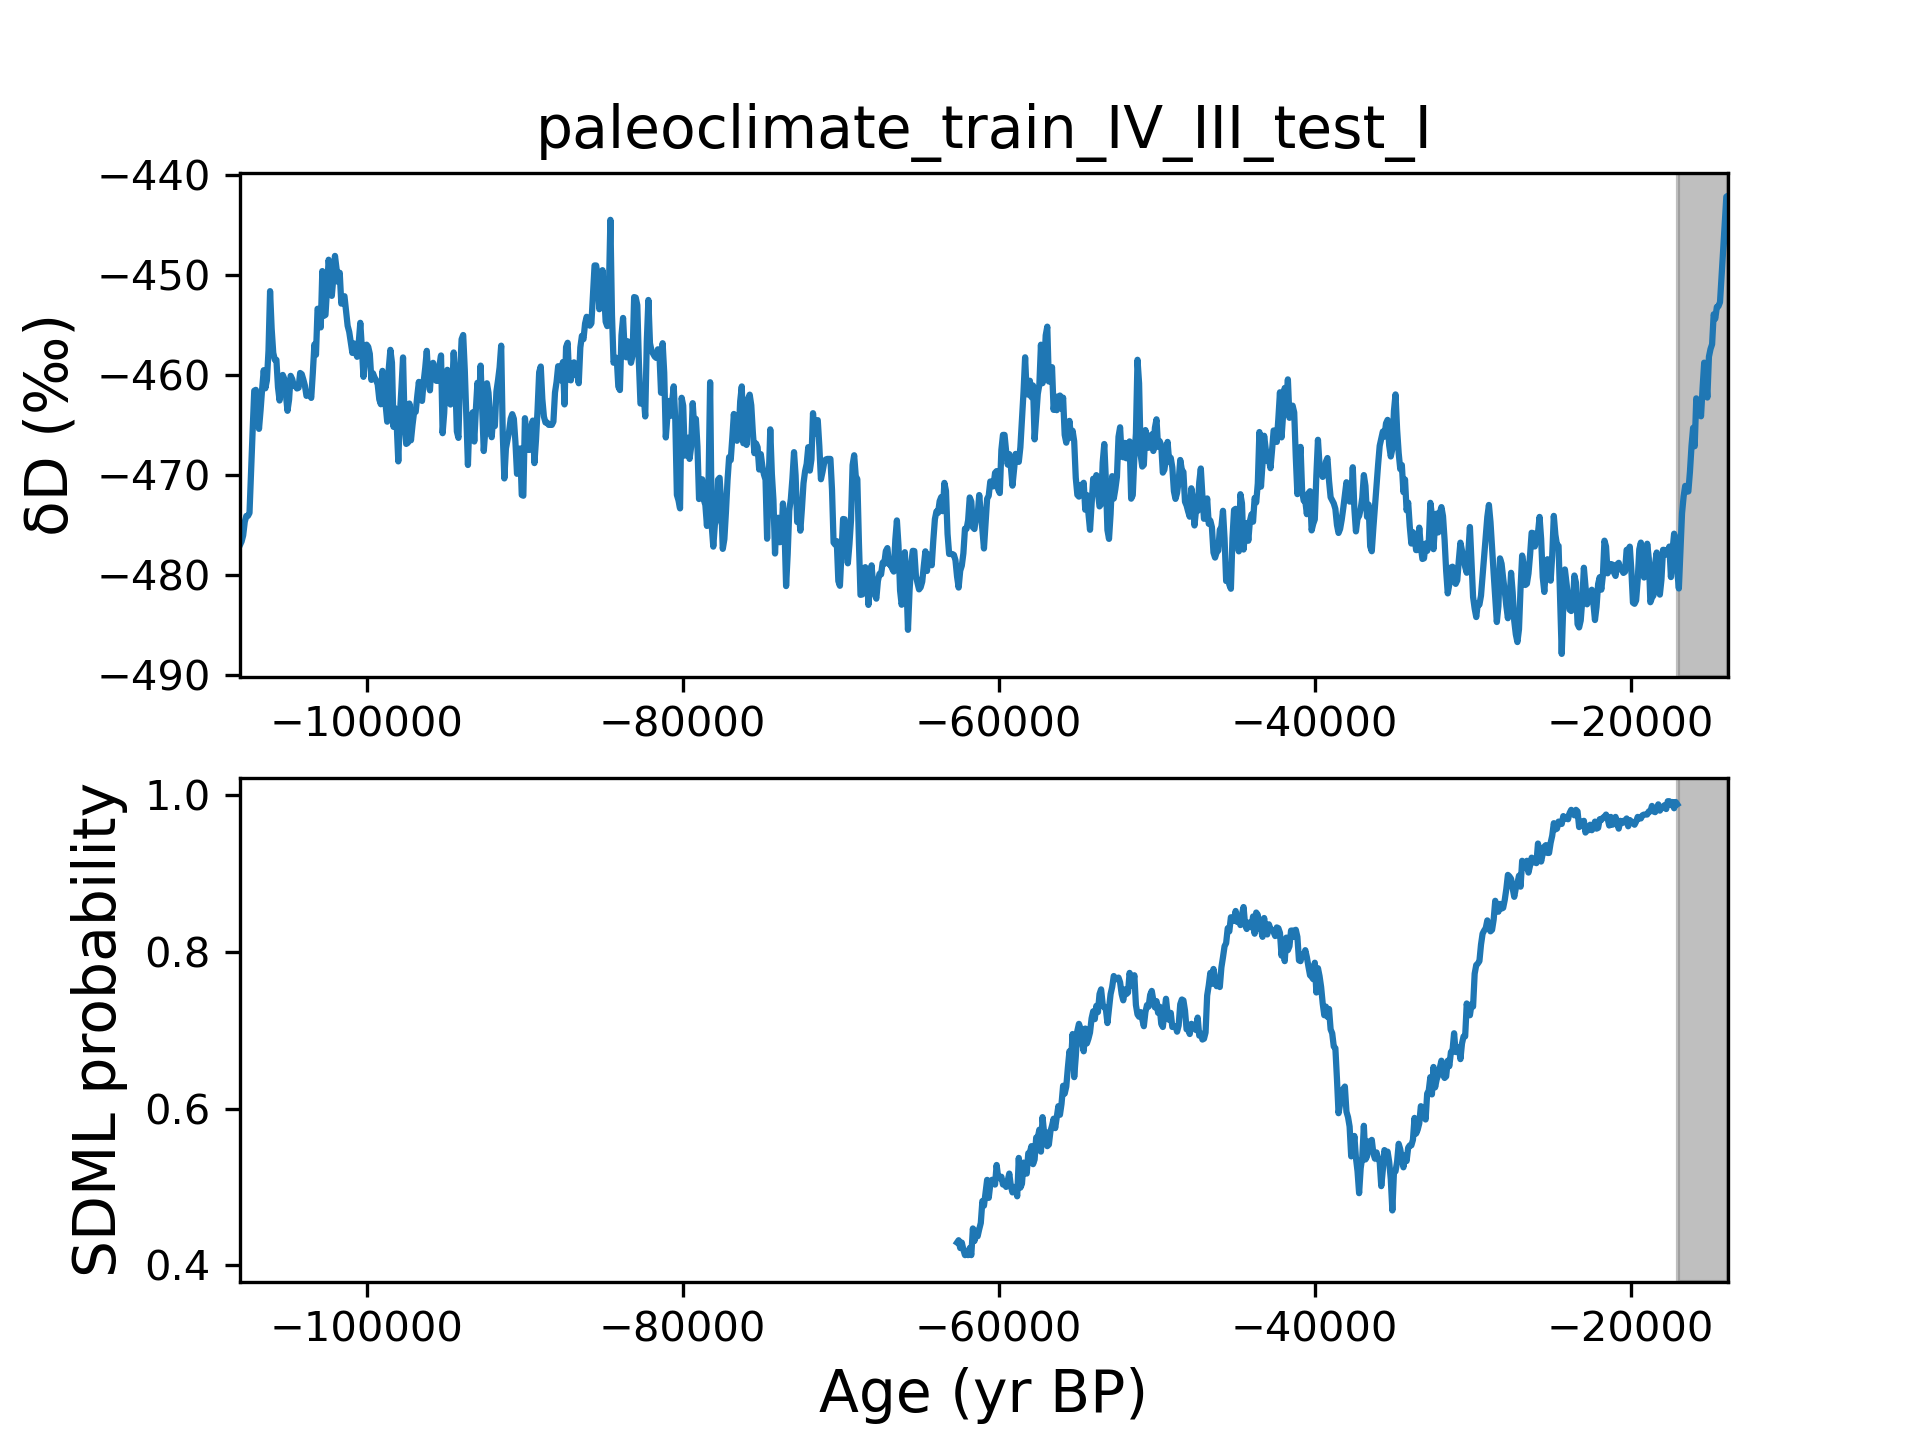 paleoclimate_train_IV_III_test_I
δD (‰)
−440
−450
−460
−470
−480
−490
−100000 −80000 −60000 −40000 −20000
SDML probability
1.0
0.8
0.6
0.4
−100000 −80000 −60000 −40000 −20000
Age (yr BP)